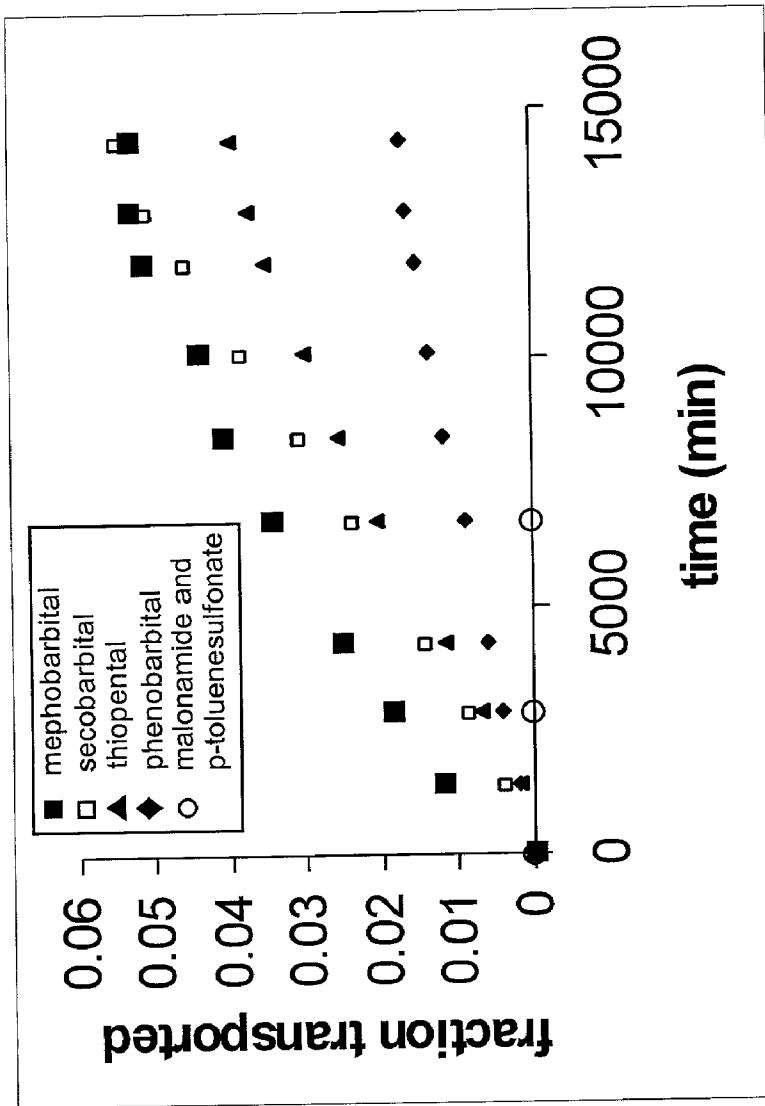 fraction transported
0.06
0.05
0.04
0.03
0.02
0.01
0
mephobarbital
secobarbital
thiopental
phenobarbital
malonamide and
p-toluenesulfonate
0
5000
10000
15000
time (min)